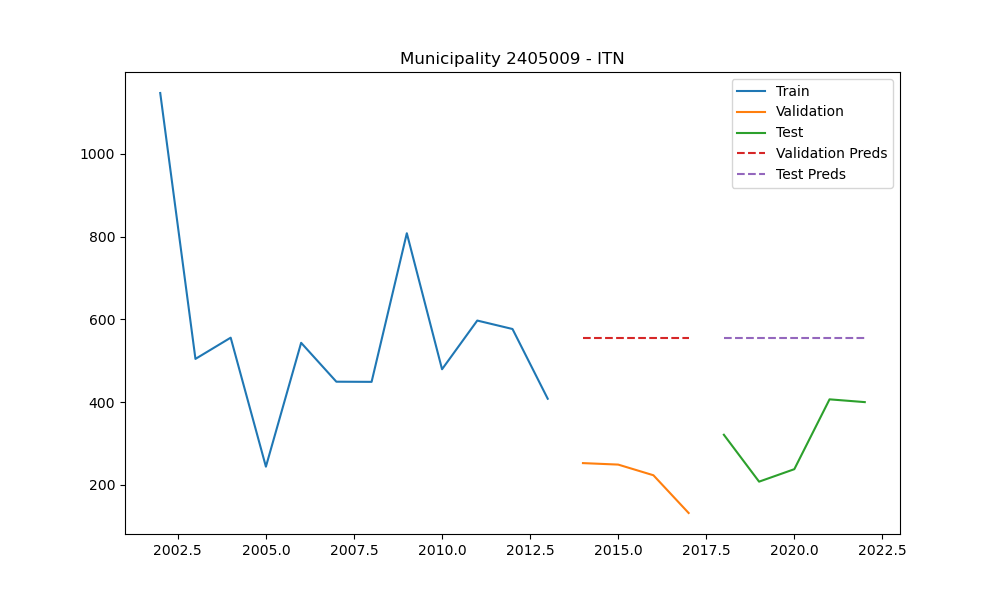 Municipality 2405009 - ITN
Train
Validation
Test
Validation Preds
Test Preds
1000
800
600
400
200
2002.5 2005.0 2007.5 2010.0 2012.5 2015.0 2017.5 2020.0 2022.5